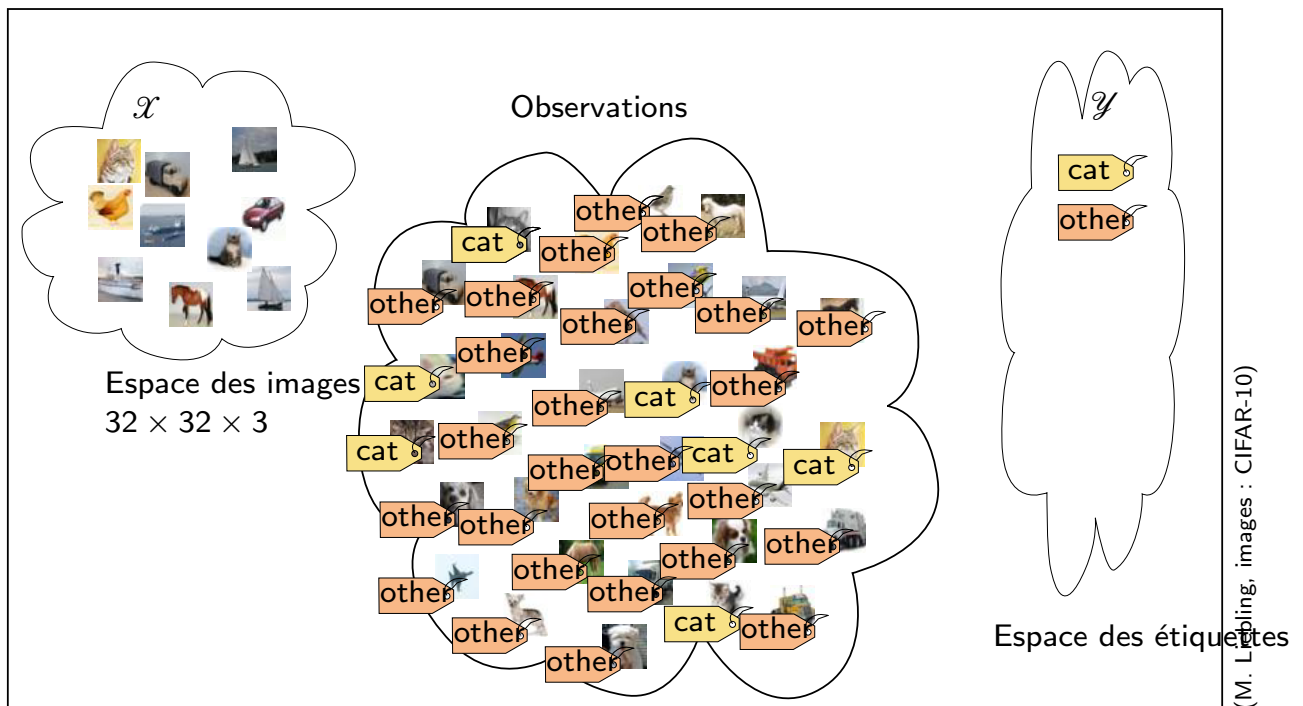 𝒳
Espace des images
32 × 32 × 3
Observations
other
other
cat
other
other
other
other
other
other
other
other
cat
other
cat
other
other
cat
cat
other
cat
other
other
other
other
other
other
other
other
other
other
cat
other
other
other
𝒴
cat
other
Espace des étiquettes
(M. Liebling, images : CIFAR-10)